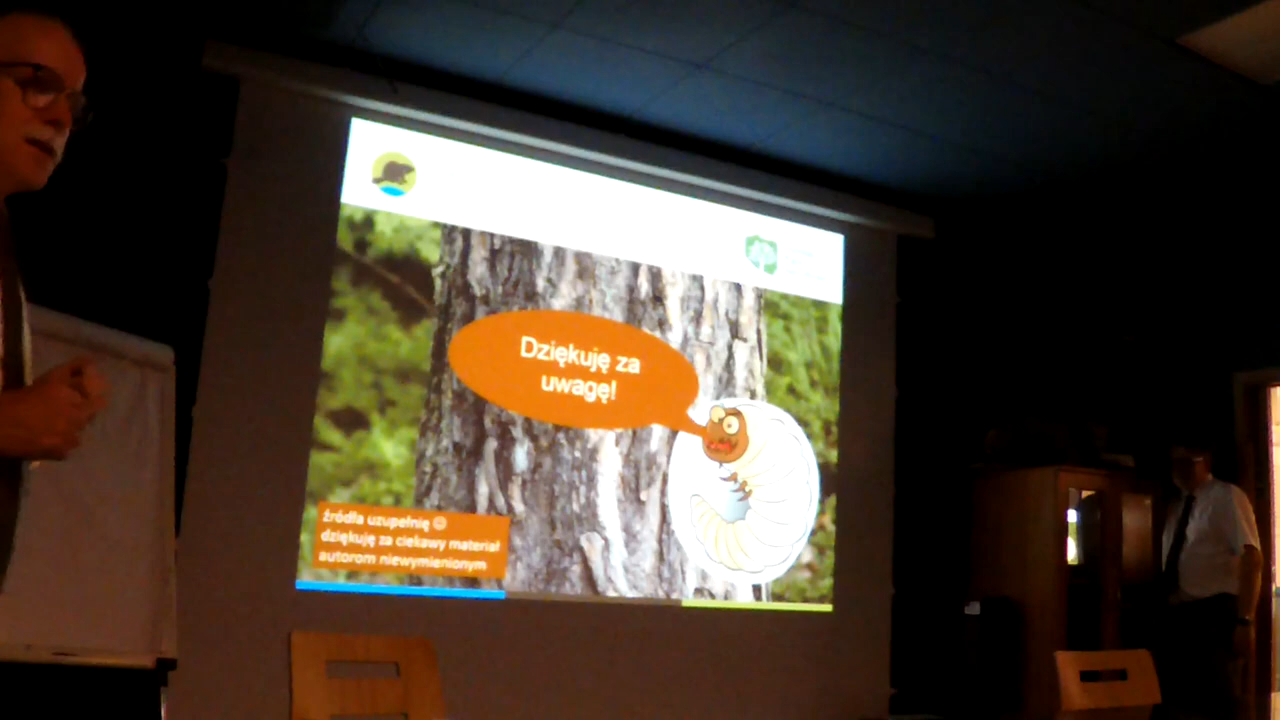 Dziękuję za
uwagę!
źródła uzupełnię ☺
dziękuję za ciekawy materiał
autorom niewymienionym